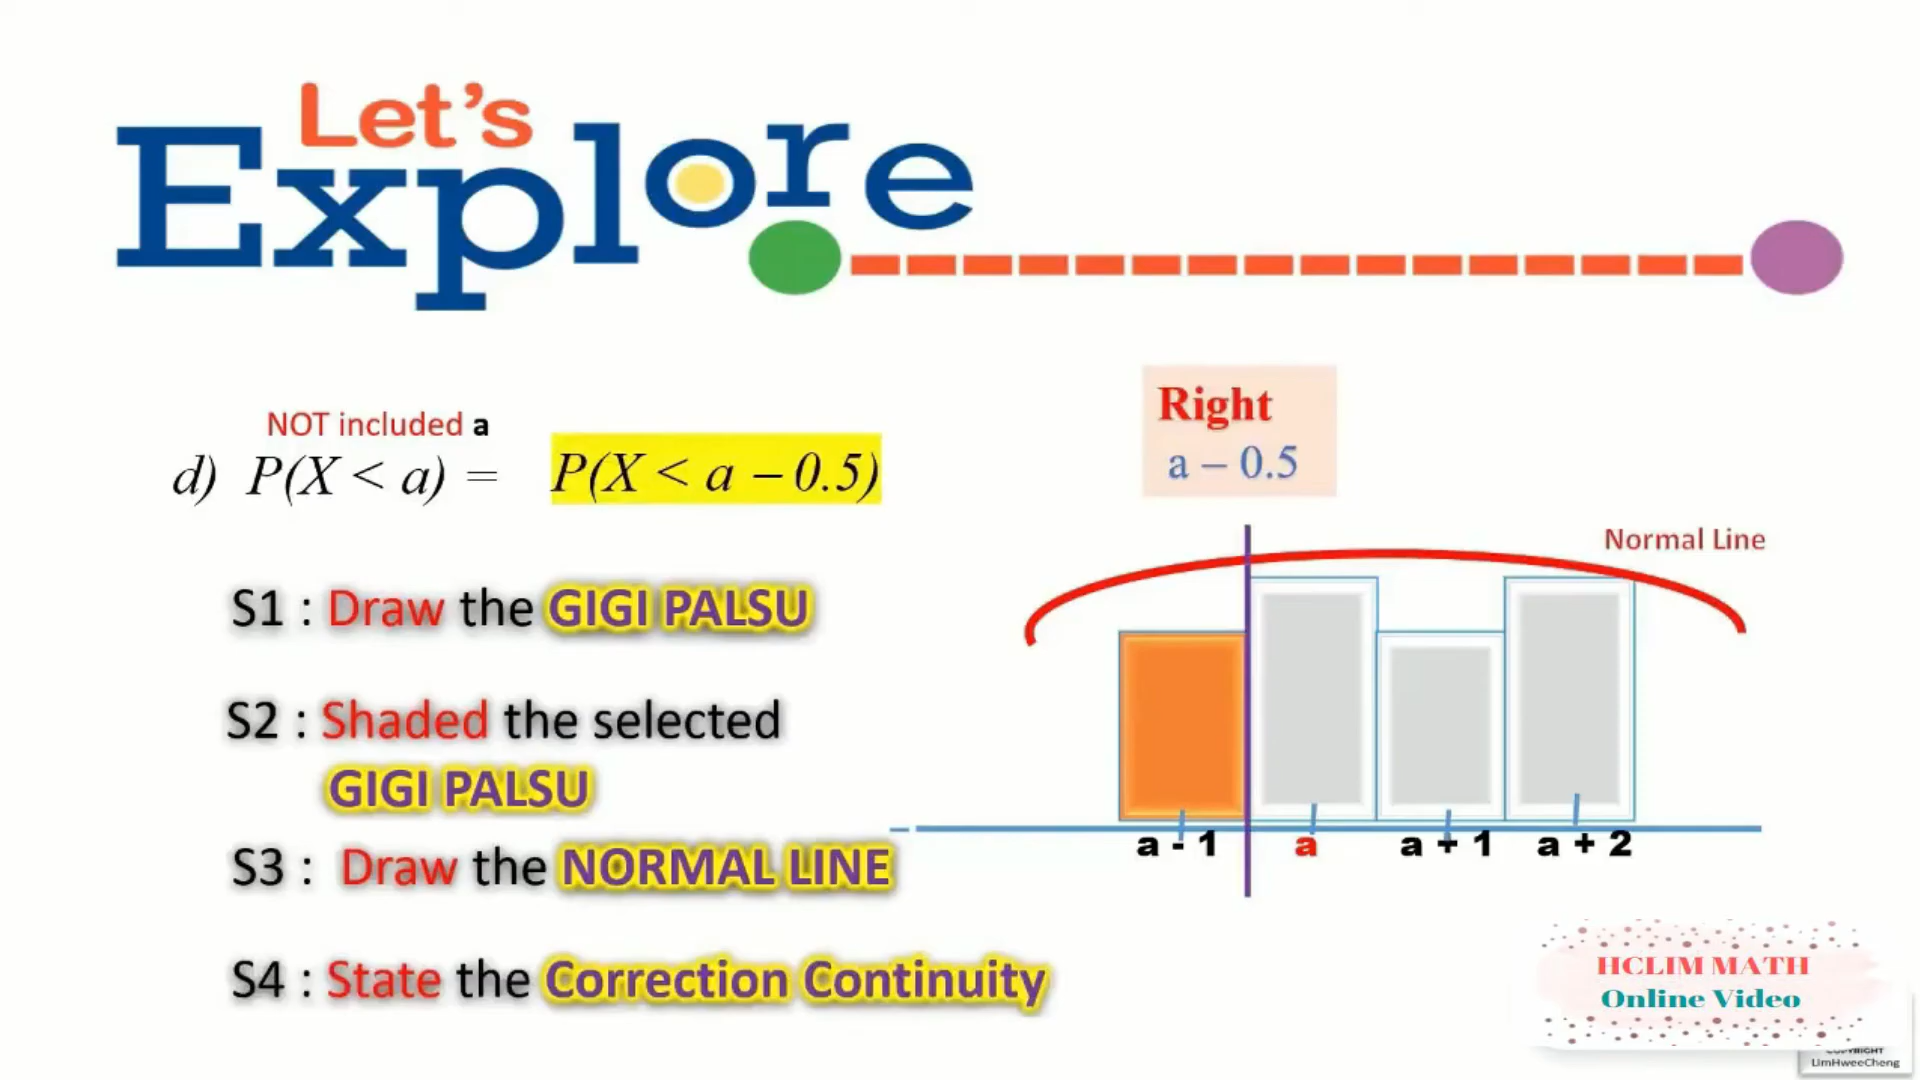 Let's
Explore
NOT included a
d) P(X < a) = P(X < a – 0.5)
Right
a – 0.5
Normal Line
S1 : Draw the GIGI PALSU
S2 : Shaded the selected
GIGI PALSU
S3 : Draw the NORMAL LINE
S4 : State the Correction Continuity
a - 1 a a + 1 a + 2
HCLIM MATH
Online Video
COPYRIGHT
LimHweeCheng